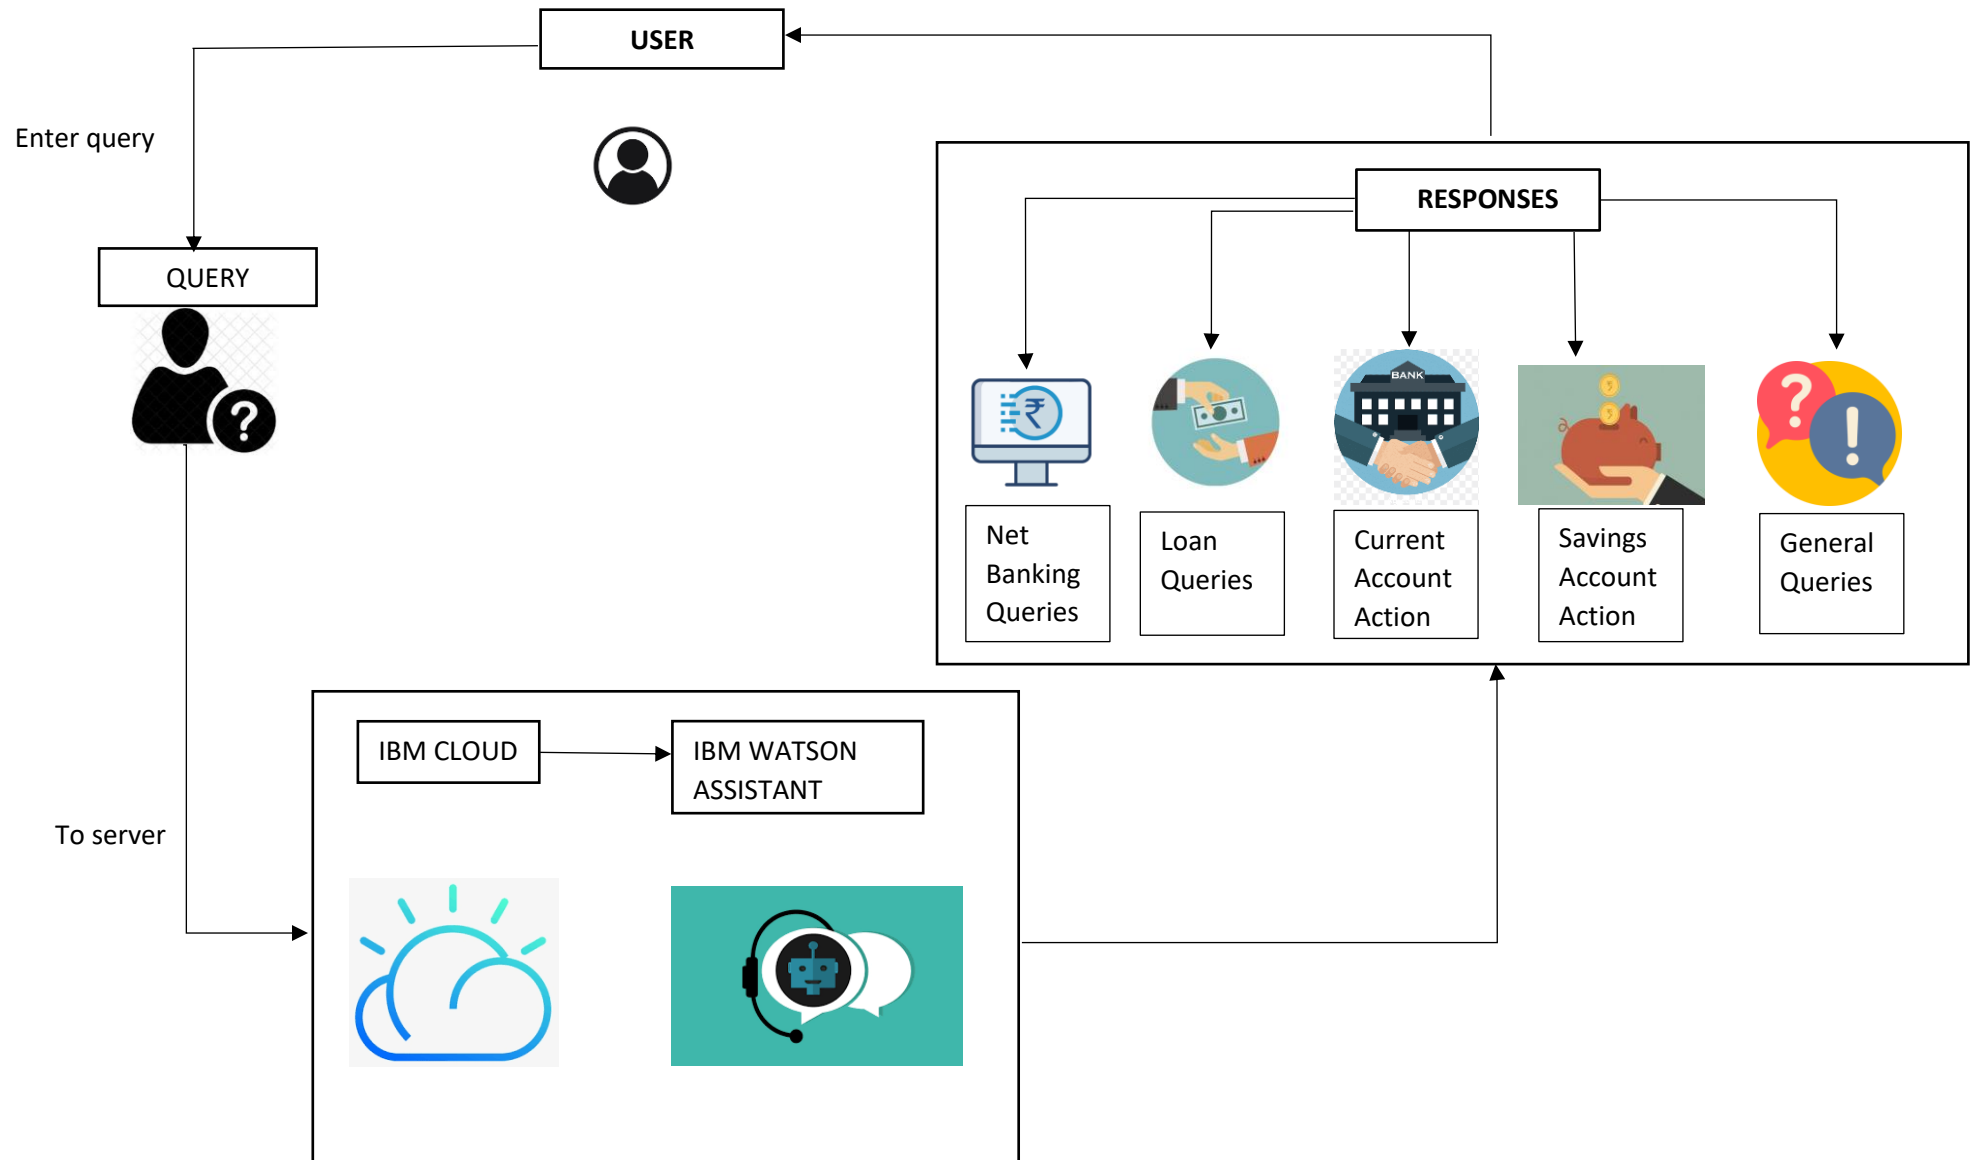 USER
Enter query
QUERY
RESPONSES
BANK
Net
Banking
Queries
Loan
Queries
Current
Account
Action
Savings
Account
Action
General
Queries
IBM CLOUD
IBM WATSON
ASSISTANT
To server